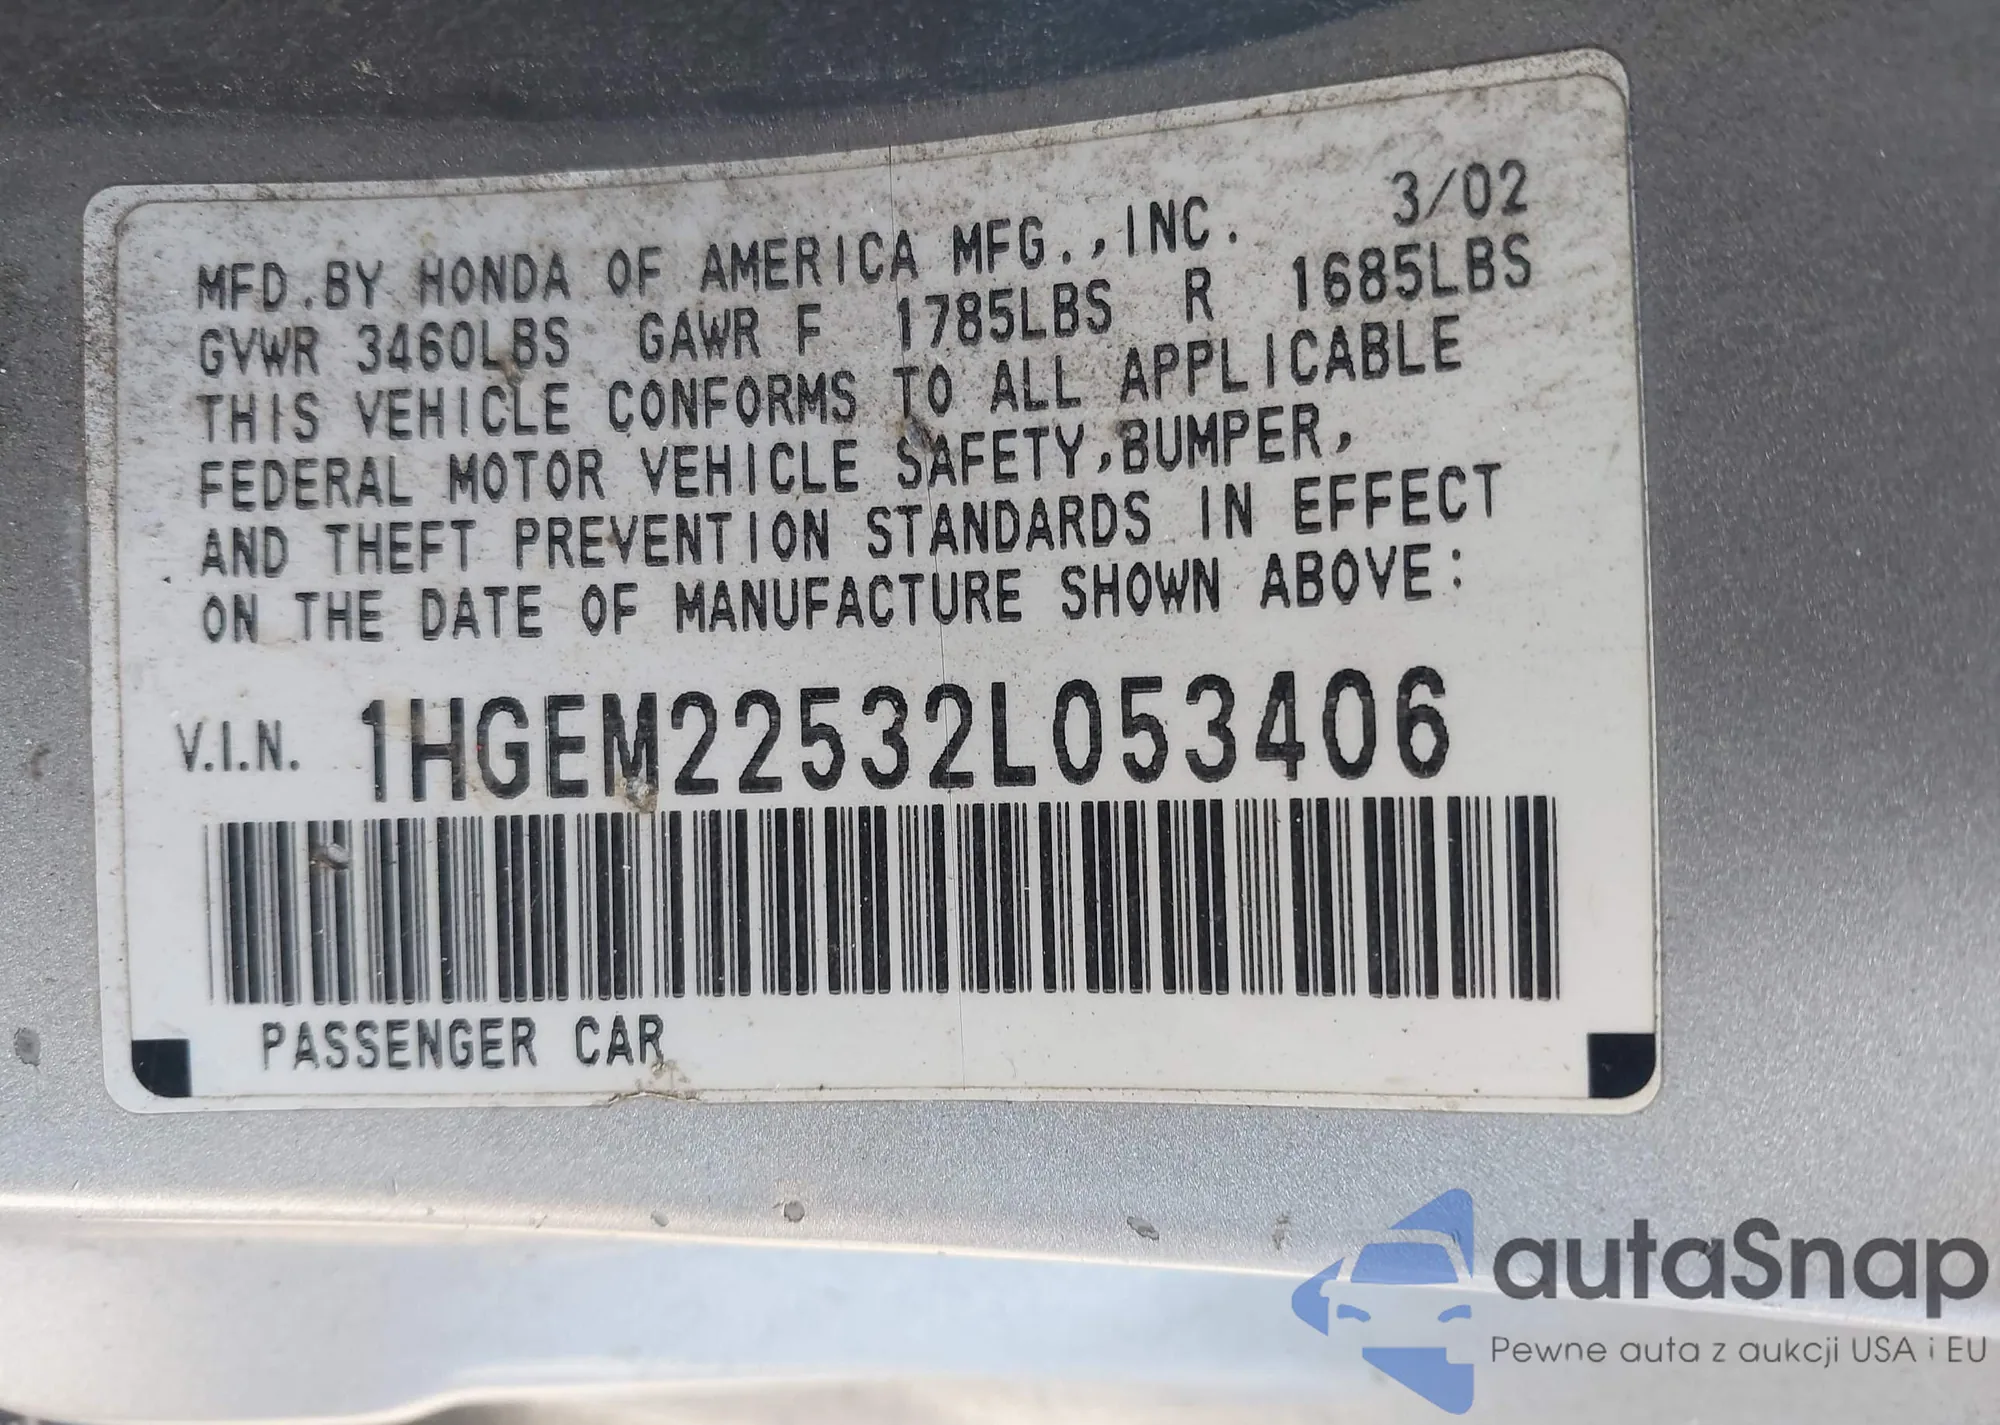 MFD.BY HONDA OF AMERICA MFG.,INC. 3/02
GVWR 3460LBS GAWR F 1785LBS R 1685LBS
THIS VEHICLE CONFORMS TO ALL APPLICABLE
FEDERAL MOTOR VEHICLE SAFETY,BUMPER,
AND THEFT PREVENTION STANDARDS IN EFFECT
ON THE DATE OF MANUFACTURE SHOWN ABOVE:
V.I.N. 1HGEM22532L053406
PASSENGER CAR
autaSnap
Pewne auta z aukcji USA i EU